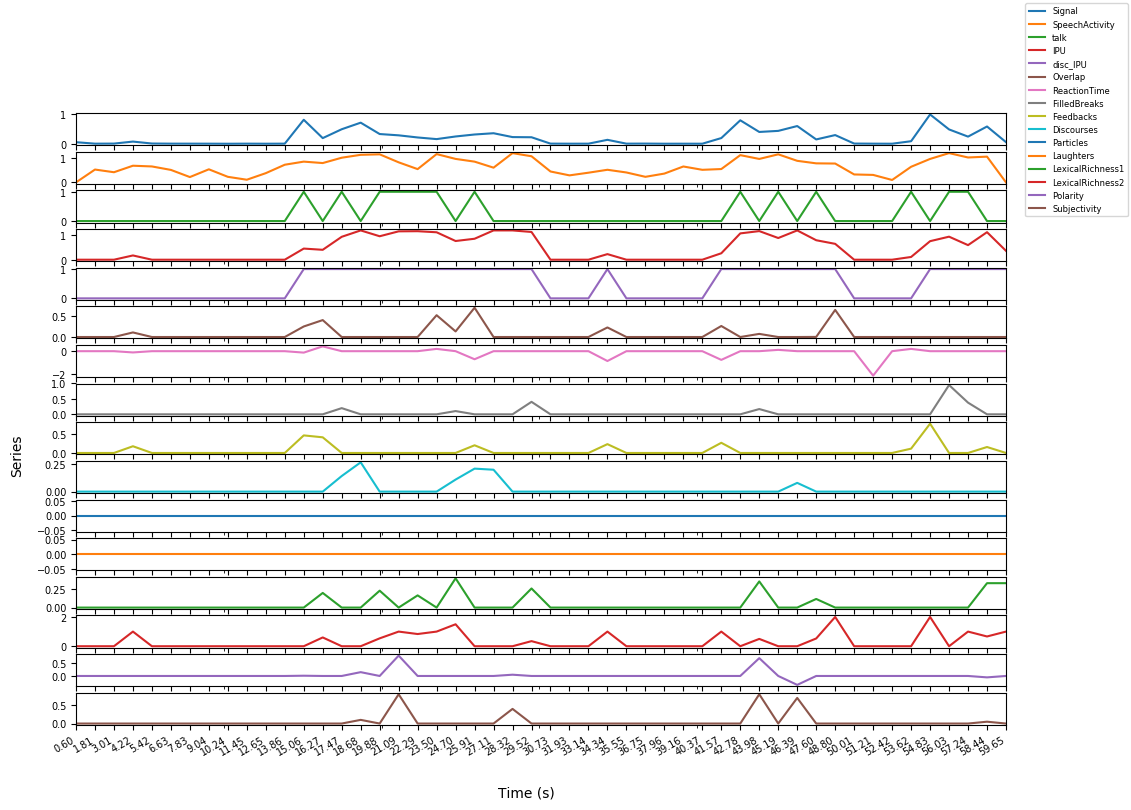 Signal
SpeechActivity
talk
IPU
disc_IPU
Overlap
ReactionTime
FilledBreaks
Feedbacks
Discourses
Particles
Laughters
LexicalRichness1
LexicalRichness2
Polarity
Subjectivity
1
0
1
0
1
0
1
0
1
0
0.5
0.0
0
−2
1.0
0.5
0.0
0.5
0.0
0.25
0.00
0.05
0.00
−0.05
0.05
0.00
−0.05
0.25
0.00
2
0
0.5
0.0
0.5
0.0
Series
0.60 1.81 3.01 4.22 5.42 6.63 7.83 9.04 10.24 11.45 12.65 13.86 15.06 16.27 17.47 18.68 19.88 21.09 22.29 23.50 24.70 25.91 27.11 28.32 29.52 30.73 31.93 33.14 34.34 35.55 36.75 37.96 39.16 40.37 41.57 42.78 43.98 45.19 46.39 47.60 48.80 50.01 51.21 52.42 53.62 54.83 56.03 57.24 58.44 59.65
Time (s)